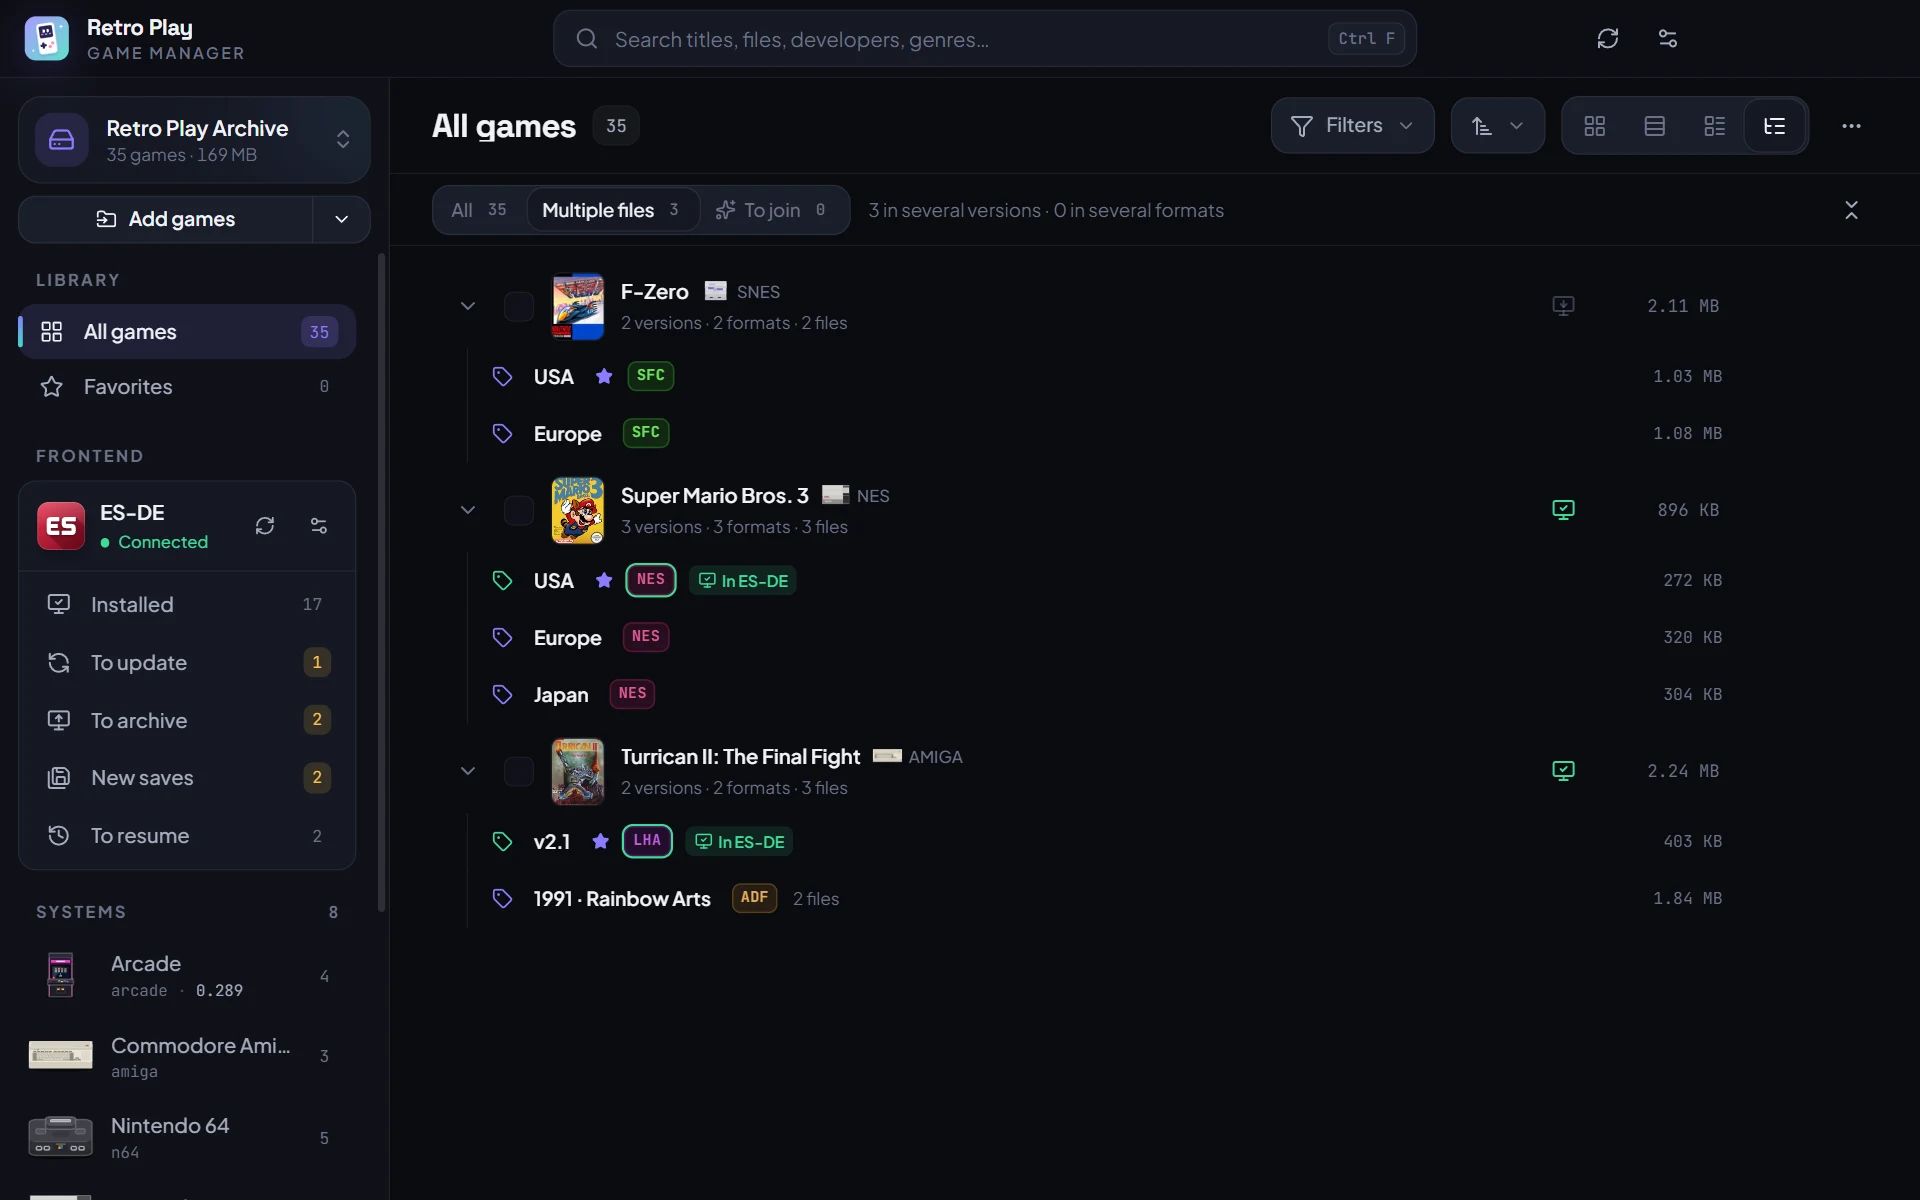 Retro Play
GAME MANAGER
Search titles, files, developers, genres...
Ctrl F
Retro Play Archive
35 games · 169 MB
Add games
LIBRARY
All games 35
Favorites 0
FRONTEND
ES
ES-DE
Connected
Installed 17
To update 1
To archive 2
New saves 2
To resume 2
SYSTEMS 8
Arcade
arcade · 0.289
4
Commodore Ami...
amiga
3
Nintendo 64
n64
5
All games 35
Filters
All 35 Multiple files 3 To join 0 3 in several versions · 0 in several formats
F-Zero SNES
2 versions · 2 formats · 2 files
2.11 MB
USA SFC 1.03 MB
Europe SFC 1.08 MB
Super Mario Bros. 3 NES
3 versions · 3 formats · 3 files
896 KB
USA NES In ES-DE 272 KB
Europe NES 320 KB
Japan NES 304 KB
Turrican II: The Final Fight AMIGA
2 versions · 2 formats · 3 files
2.24 MB
v2.1 LHA In ES-DE 403 KB
1991 · Rainbow Arts ADF 2 files 1.84 MB